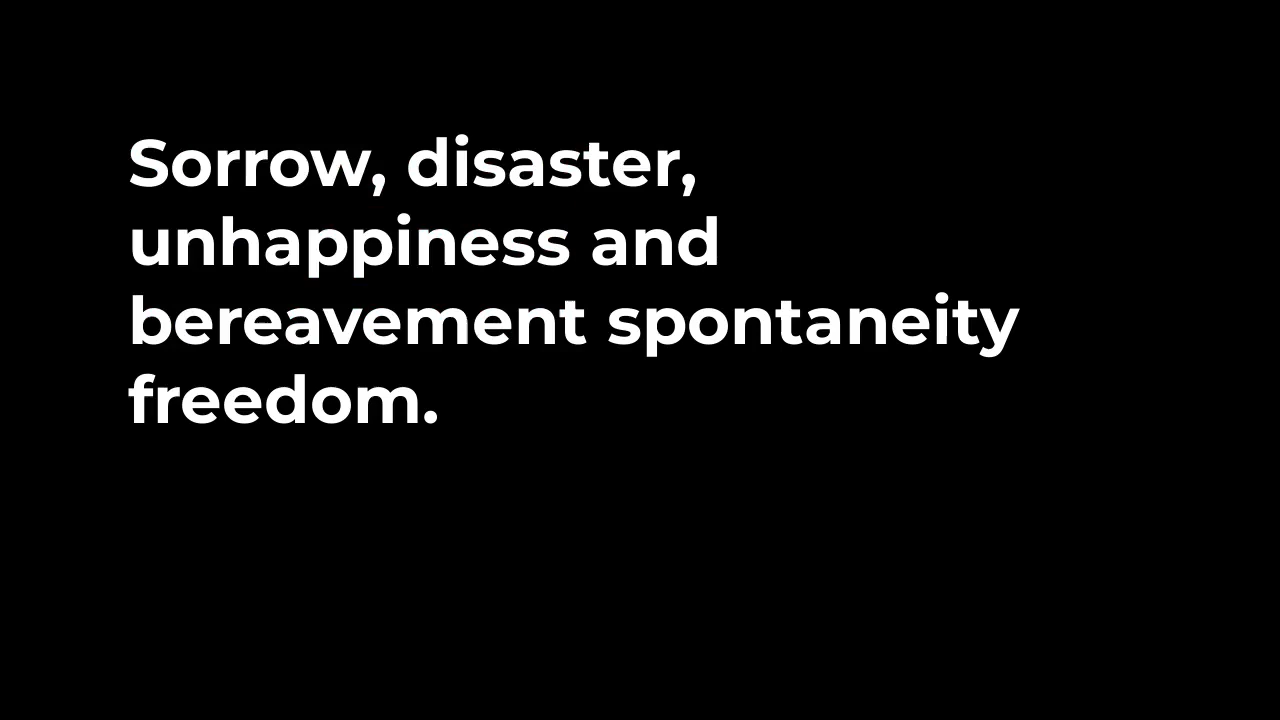 Sorrow, disaster,
unhappiness and
bereavement spontaneity
freedom.